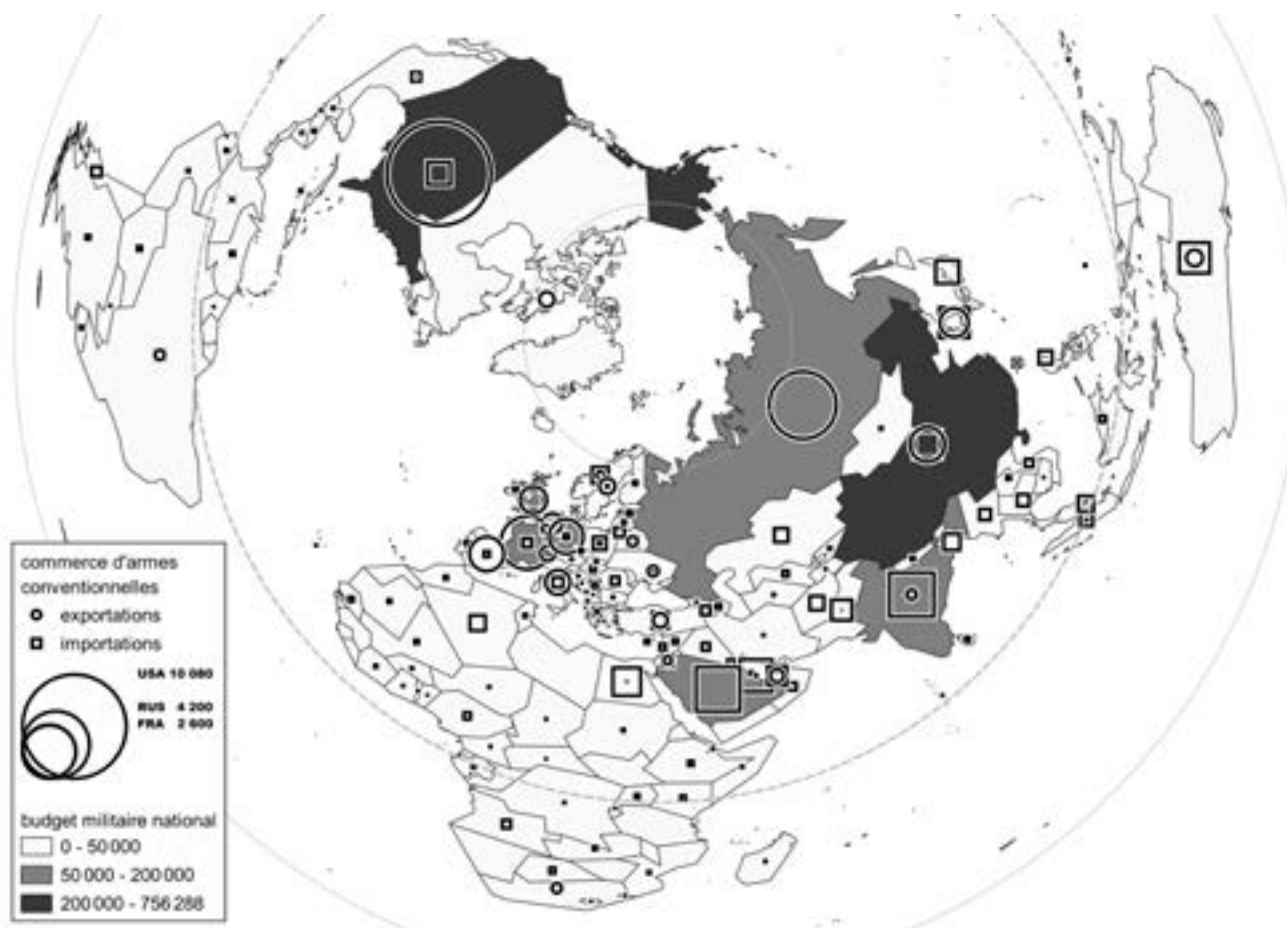 commerce d'armes
conventionnelles
exportations
importations
USA 10 080
RUS 4 200
FRA 2 600
budget militaire national
0 - 50 000
50 000 - 200 000
200 000 - 756 288